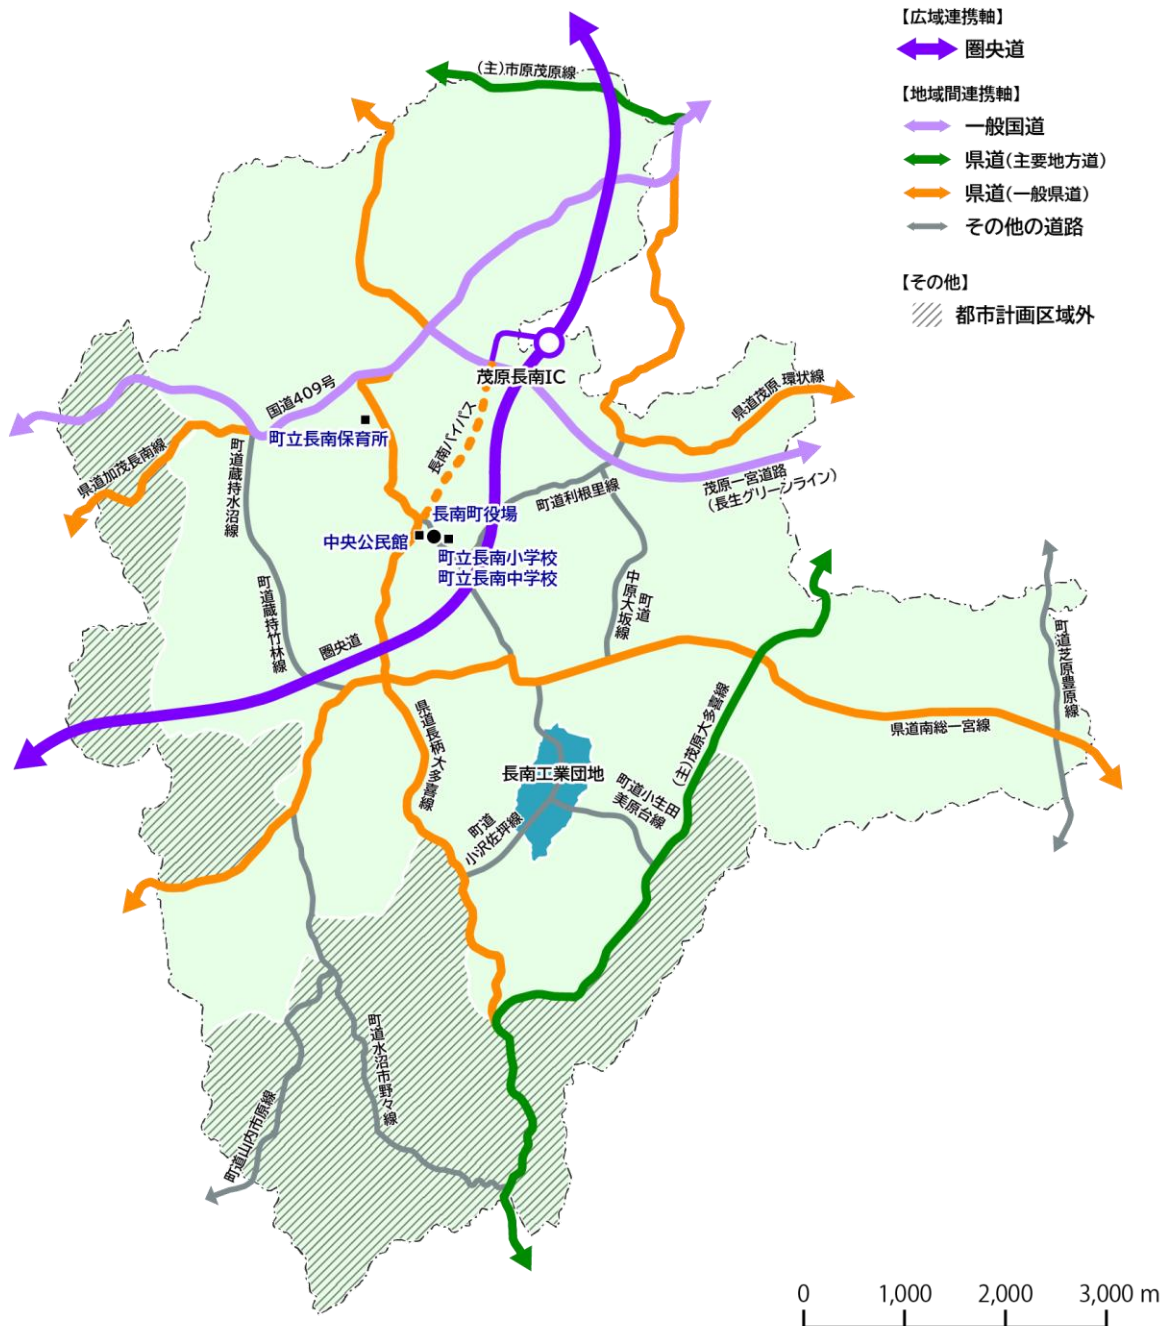 【広域連携軸】
圏央道
【地域間連携軸】
一般国道
県道(主要地方道)
県道(一般県道)
その他の道路
【その他】
都市計画区域外
(主)市原茂原線
茂原長南IC
国道409号
県道茂原 環状線
町立長南保育所
長南バイパス
県道加茂長南線
町道蔵持水沼線
茂原一宮道路
(長生グリーンライン)
町道利根里線
長南町役場
中央公民館
町立長南小学校
町立長南中学校
町道蔵持竹林線
町道
中原大坂線
圏央道
町道芝原豊原線
県道長柄大多喜線
(主)茂原大多喜線
県道南総一宮線
長南工業団地
町道小生田
美原台線
町道
小沢佐坪線
町道水沼市野々線
町道山内市原線
0 1,000 2,000 3,000 m